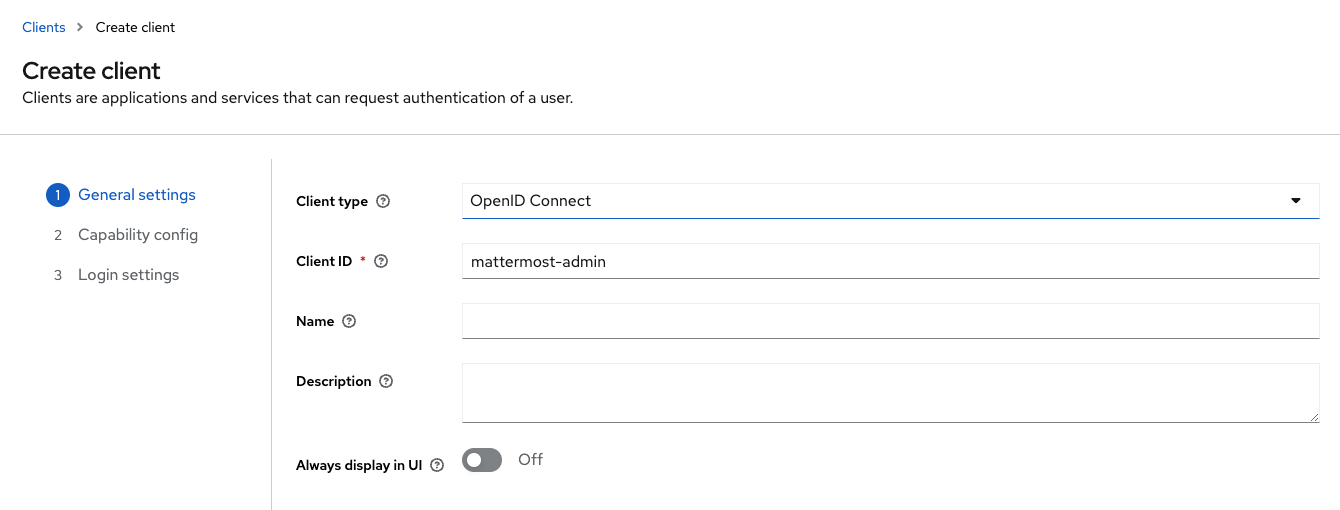 Clients > Create client
Create client
Clients are applications and services that can request authentication of a user.
1 General settings
2 Capability config
3 Login settings
Client type ? OpenID Connect
Client ID * ? mattermost-admin
Name ?
Description ?
Always display in UI ? Off